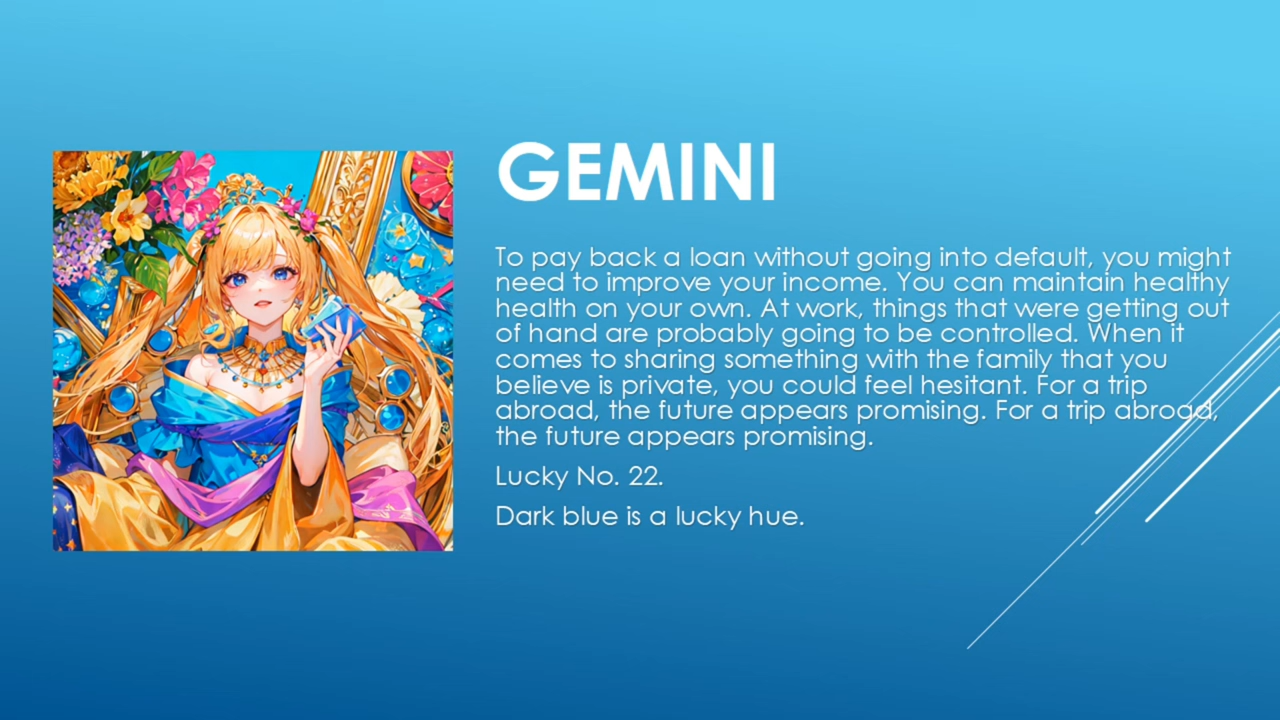 GEMINI
To pay back a loan without going into default, you might
need to improve your income. You can maintain healthy
health on your own. At work, things that were getting out
of hand are probably going to be controlled. When it
comes to sharing something with the family that you
believe is private, you could feel hesitant. For a trip
abroad, the future appears promising. For a trip abroad,
the future appears promising.
Lucky No. 22.
Dark blue is a lucky hue.